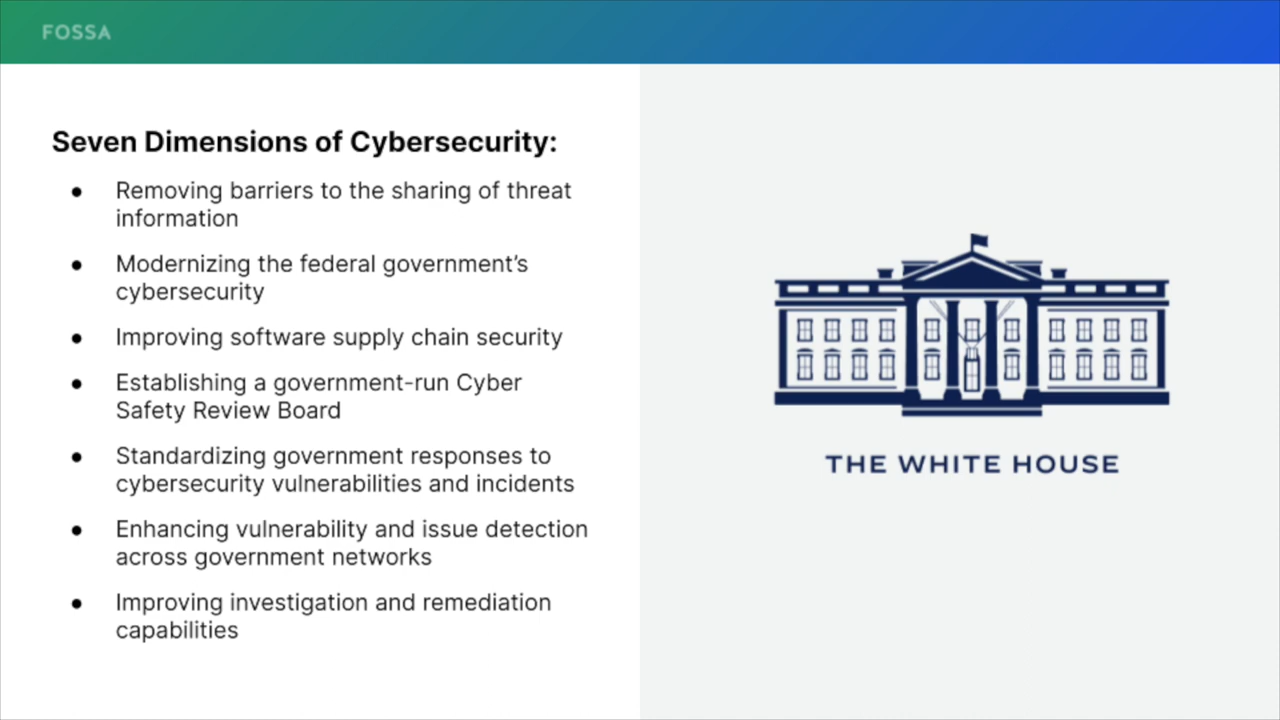 FOSSA
Seven Dimensions of Cybersecurity:
● Removing barriers to the sharing of threat
information
● Modernizing the federal government’s
cybersecurity
● Improving software supply chain security
● Establishing a government-run Cyber
Safety Review Board
● Standardizing government responses to
cybersecurity vulnerabilities and incidents
● Enhancing vulnerability and issue detection
across government networks
● Improving investigation and remediation
capabilities
THE WHITE HOUSE